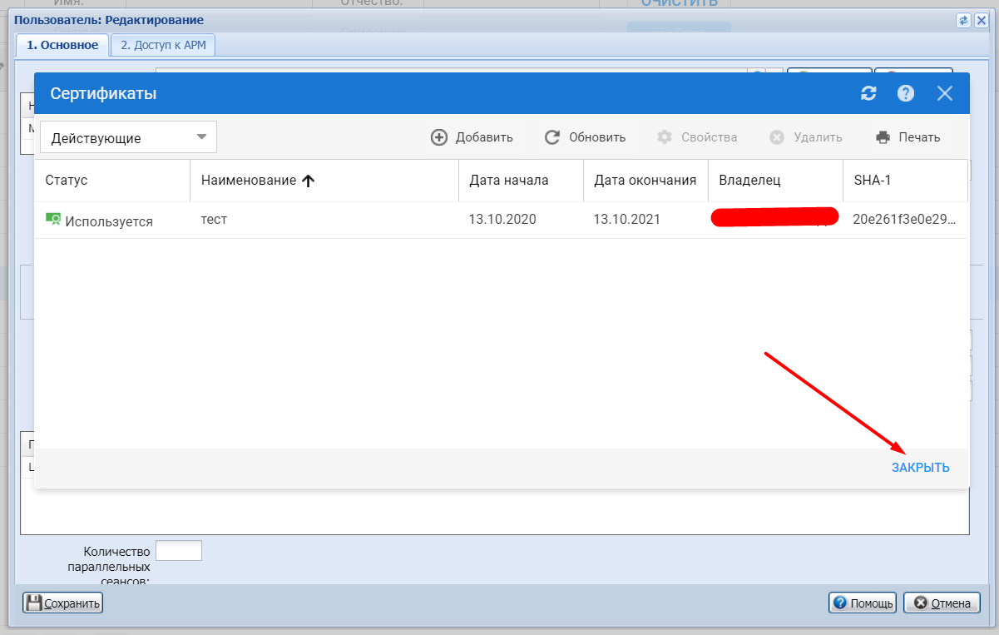 Имя:
Отчество:
ОЧИСТИТЬ
Пользователь: Редактирование
1. Основное
2. Доступ к АРМ
Сертификаты
Действующие
Добавить
Обновить
Свойства
Удалить
Печать
Статус
Наименование
Дата начала
Дата окончания
Владелец
SHA-1
Используется
тест
13.10.2020
13.10.2021
20e261f3e0e29...
ЗАКРЫТЬ
Количество
параллельных
сеансов:
Сохранить
Помощь
Отмена